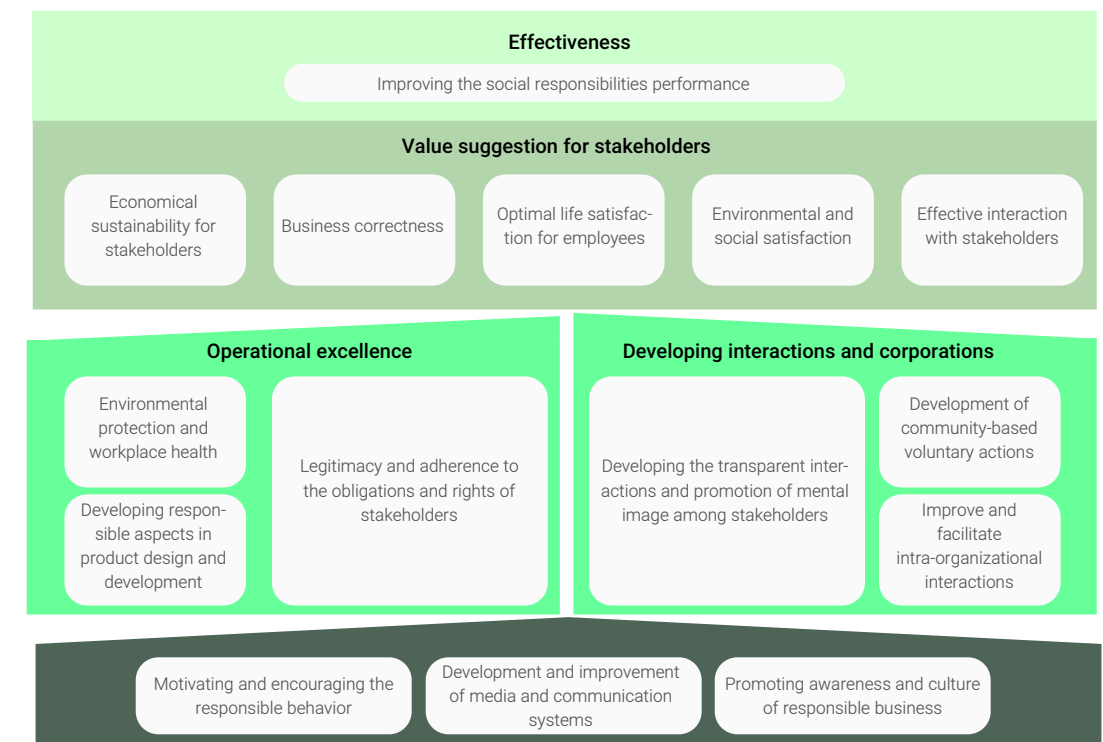 Effectiveness
Improving the social responsibilities performance
Value suggestion for stakeholders
Economical
sustainability for
stakeholders
Business correctness
Optimal life satisfac-
tion for employees
Environmental and
social satisfaction
Effective interaction
with stakeholders
Operational excellence
Environmental
protection and
workplace health
Developing respon-
sible aspects in
product design and
development
Legitimacy and adherence to
the obligations and rights of
stakeholders
Developing interactions and corporations
Developing the transparent inter-
actions and promotion of mental
image among stakeholders
Development of
community-based
voluntary actions
Improve and
facilitate
intra-organizational
interactions
Motivating and encouraging the
responsible behavior
Development and improvement
of media and communication
systems
Promoting awareness and culture
of responsible business